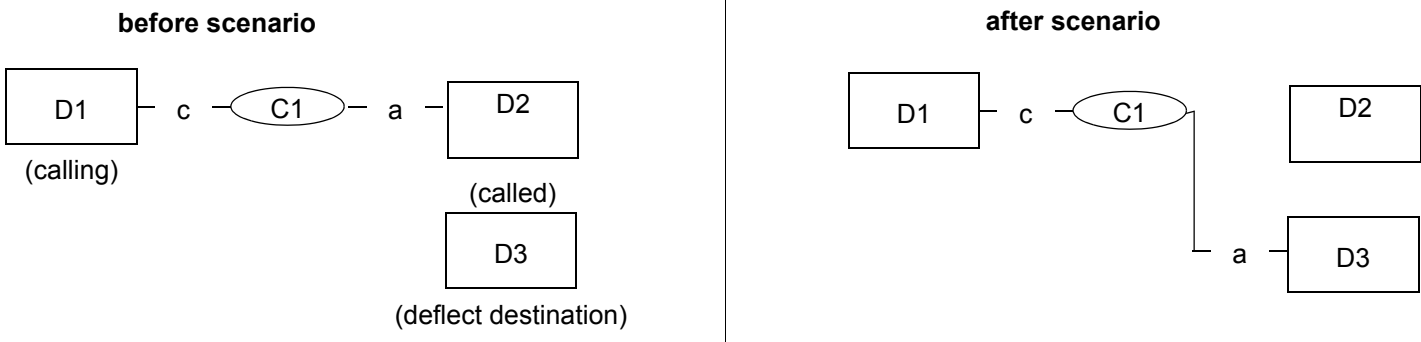 before scenario
D1 c C1 a D2
(calling)
(called)
D3
(deflect destination)
after scenario
D1 c C1
D2
a D3